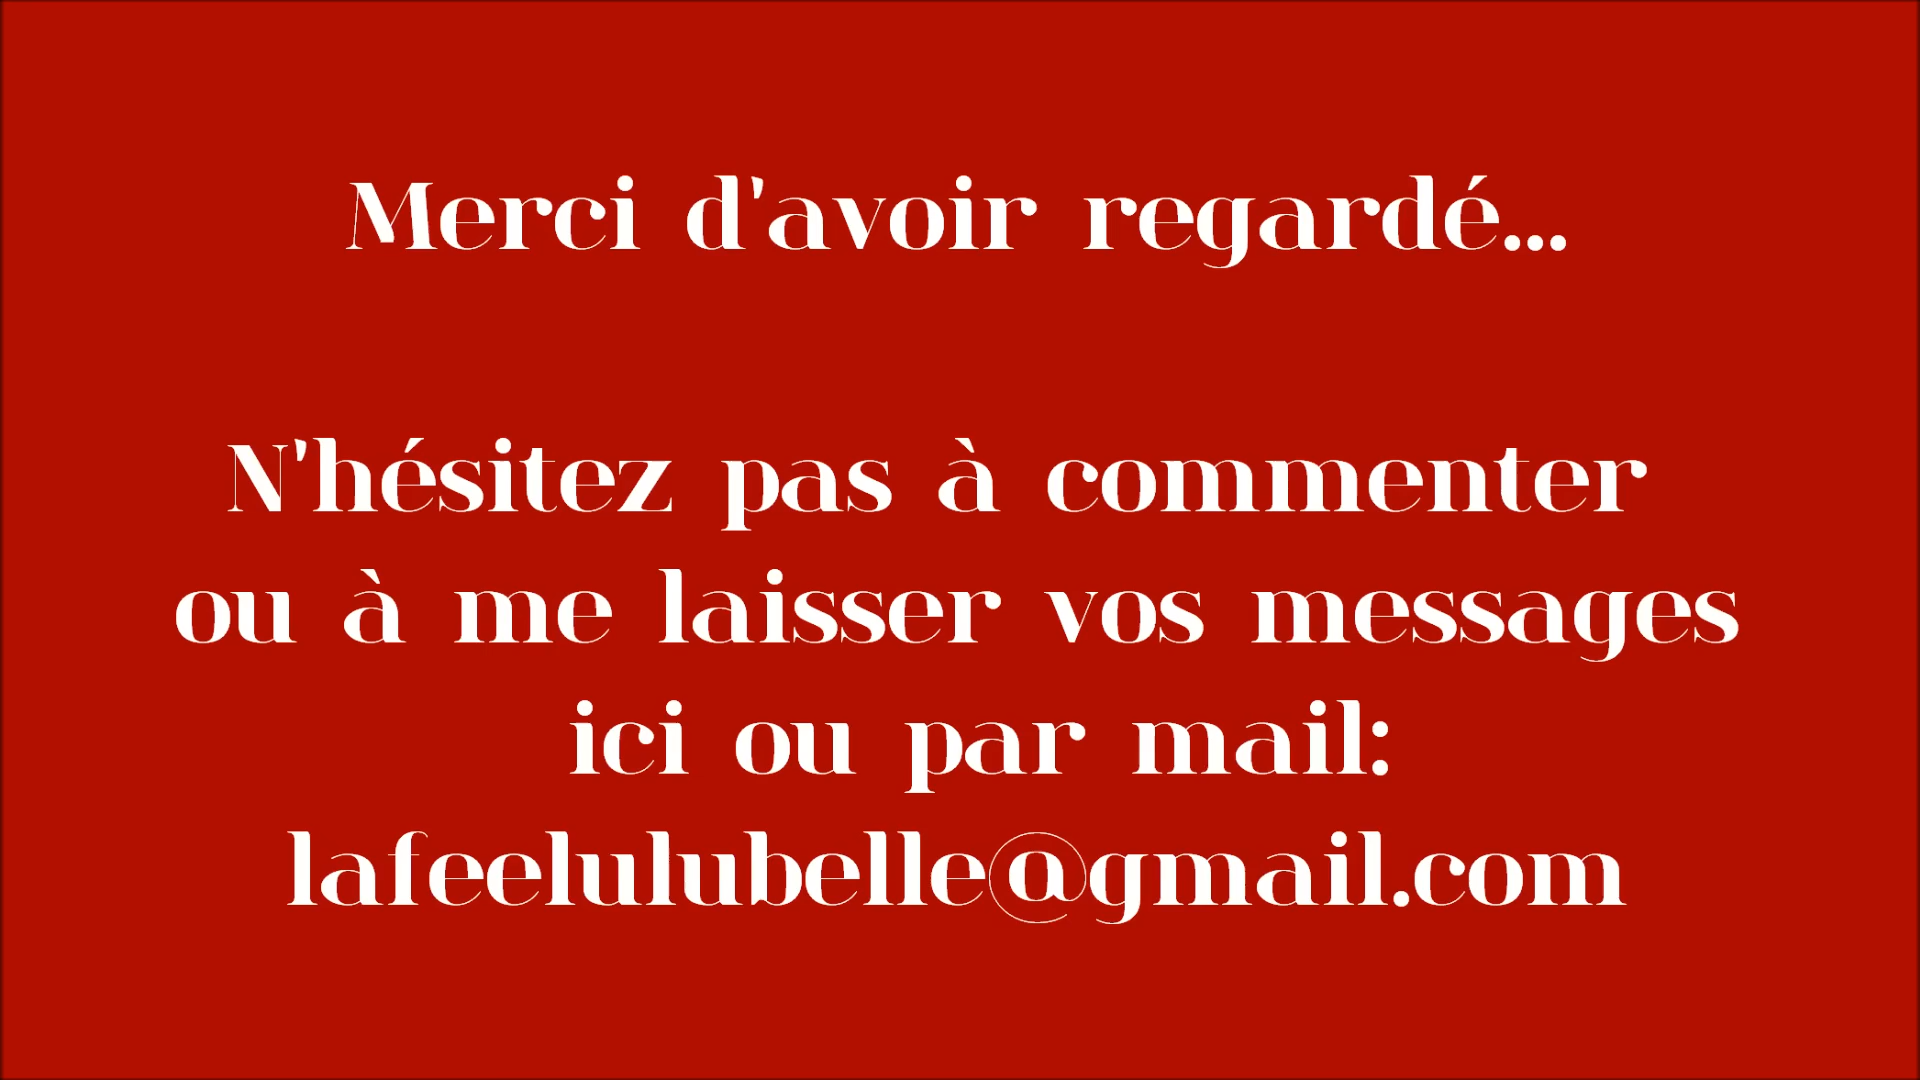 Merci d'avoir regardé...
N'hésitez pas à commenter
ou à me laisser vos messages
ici ou par mail:
lafeelulubelle@gmail.com